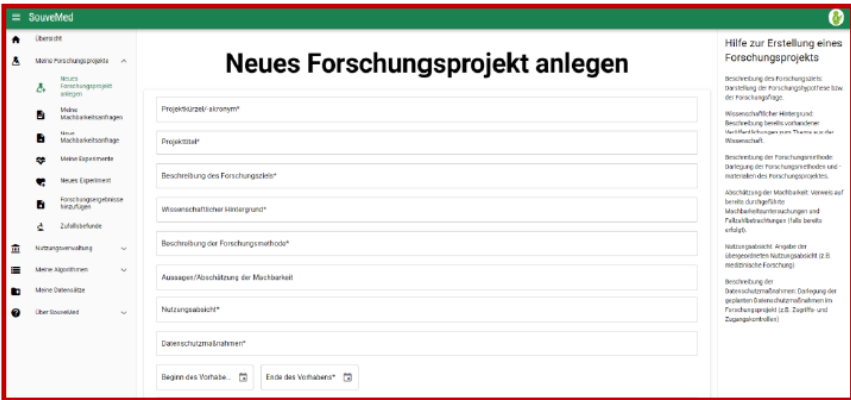 SouveMed
Übersicht
Meine Forschungsprojekte
Neues
Forschungsprojekt
anlegen
Meine
Machbarkeitsanfragen
Neue
Machbarkeitsanfrage
Meine Experimente
Neues Experiment
Forschungsergebnisse
hinzufügen
Zufallsbefunde
Nutzungsverwaltung
Meine Algorithmen
Meine Datensätze
Über SouveMed
Neues Forschungsprojekt anlegen
Projektkürzel/-akronym*
Projekttitel*
Beschreibung des Forschungsziels*
Wissenschaftlicher Hintergrund*
Beschreibung der Forschungsmethode*
Aussagen/Abschätzung der Machbarkeit
Nutzungsabsicht*
Datenschutzmaßnahmen*
Beginn des Vorhabe... Ende des Vorhabens*
Hilfe zur Erstellung eines
Forschungsprojekts
Beschreibung des Forschungsziels:
Darstellung der Forschungshypothese bzw.
der Forschungsfrage.
Wissenschaftlicher Hintergrund:
Beschreibung bereits vorhandener
Veröffentlichungen zum Thema aus der
Wissenschaft.
Beschreibung der Forschungsmethode:
Darlegung der Forschungsmethoden und -
materialien des Forschungsprojektes.
Abschätzung der Machbarkeit: Verweis auf
bereits durchgeführte
Machbarkeitsuntersuchungen und
Fallzahlbetrachtungen (falls bereits
erfolgt).
Nutzungsabsicht: Angabe der
übergeordneten Nutzungsabsicht (z.B.
medizinische Forschung)
Beschreibung der
Datenschutzmaßnahmen: Darlegung der
geplanten Datenschutzmaßnahmen im
Forschungsprojekt (z.B. Zugriffs- und
Zugangskontrollen)